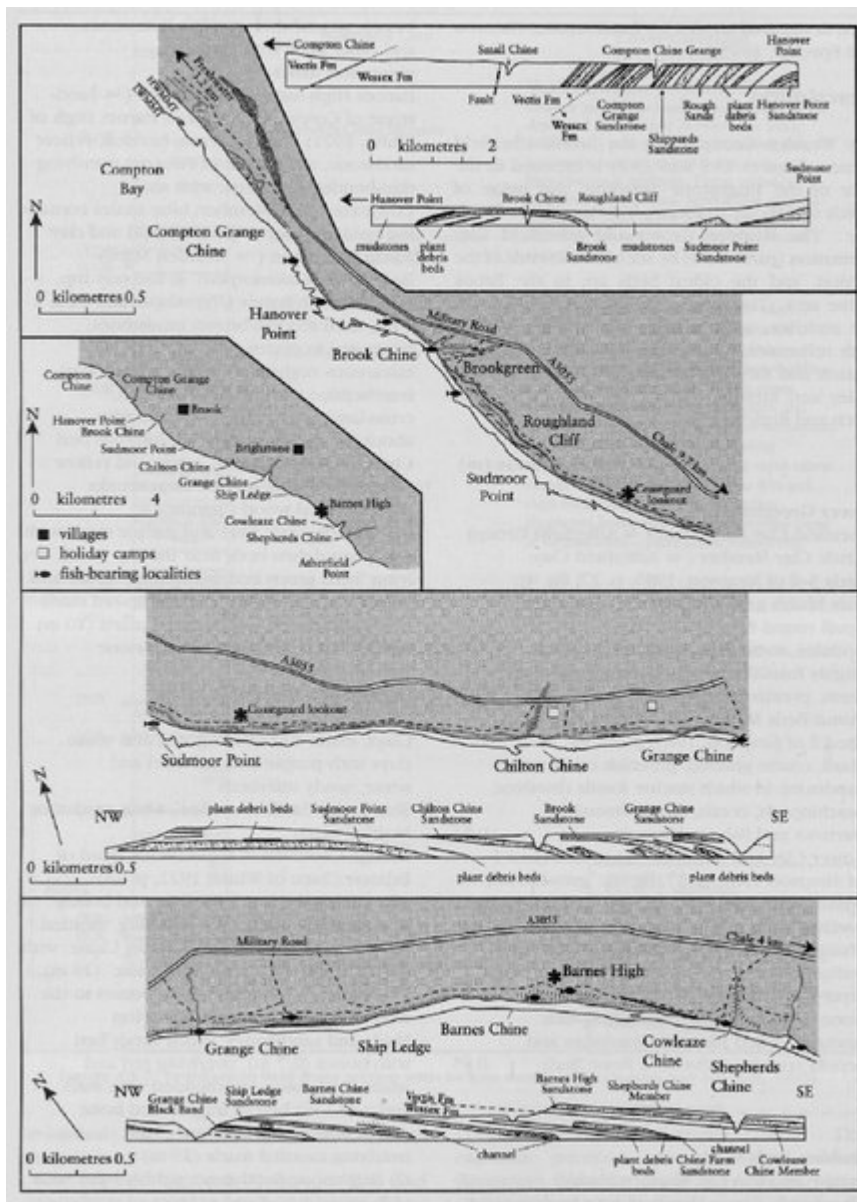 Compton Chine
Vectis Fm
Wessex Fm
Small Chine
Compton Chine Grange
Hanover
Point
Fault
Vectis Fm
Wessex
Fm
Compton
Grange
Sandstone
Shippards
Sandstone
Rough
Sands
plant
debris
beds
Hanover Point
Sandstone
0 kilometres 2
Freshwater
1.5 km
HWMMT
LWMMT
Compton
Bay
Compton Grange
Chine
N
0 kilometres 0.5
Hanover Point
Brook Chine
Roughland Cliff
Sudmoor
Point
mudstones
plant
debris
beds
Brook
Sandstone
mudstones
Sudmoor Point
Sandstone
Hanover
Point
Military Road
A3055
Brook Chine
Brookgreen
Roughland
Cliff
Chale 9.7 km
Sudmoor
Point
Coastguard
lookout
N
Compton
Chine
Compton Grange
Chine
Brook
Hanover Point
Brook Chine
Sudmoor Point
Brighstone
Chilton Chine
Grange Chine
Ship Ledge
Barnes High
Cowleaze Chine
Shepherds Chine
Atherfield
Point
0 kilometres 4
villages
holiday camps
fish-bearing localities
A3055
Coastguard lookout
Sudmoor Point
Chilton Chine
Grange Chine
N
0 kilometres 0.5
NW
SE
plant debris beds
Sudmoor Point
Sandstone
Chilton Chine
Sandstone
Brook
Sandstone
Grange Chine
Sandstone
plant debris beds
plant debris beds
Military Road
A3055
Chale 4 km
Barnes High
Grange Chine
Ship Ledge
Barnes Chine
Cowleaze
Chine
Shepherds
Chine
N
0 kilometres 0.5
NW
SE
Grange Chine
Black Band
Ship Ledge
Sandstone
Barnes Chine
Sandstone
Vectis Fm
Wessex Fm
Barnes High
Sandstone
Shepherds Chine
Member
channel
plant debris
beds
Chine Farm
Sandstone
channel
Cowleaze
Chine Member